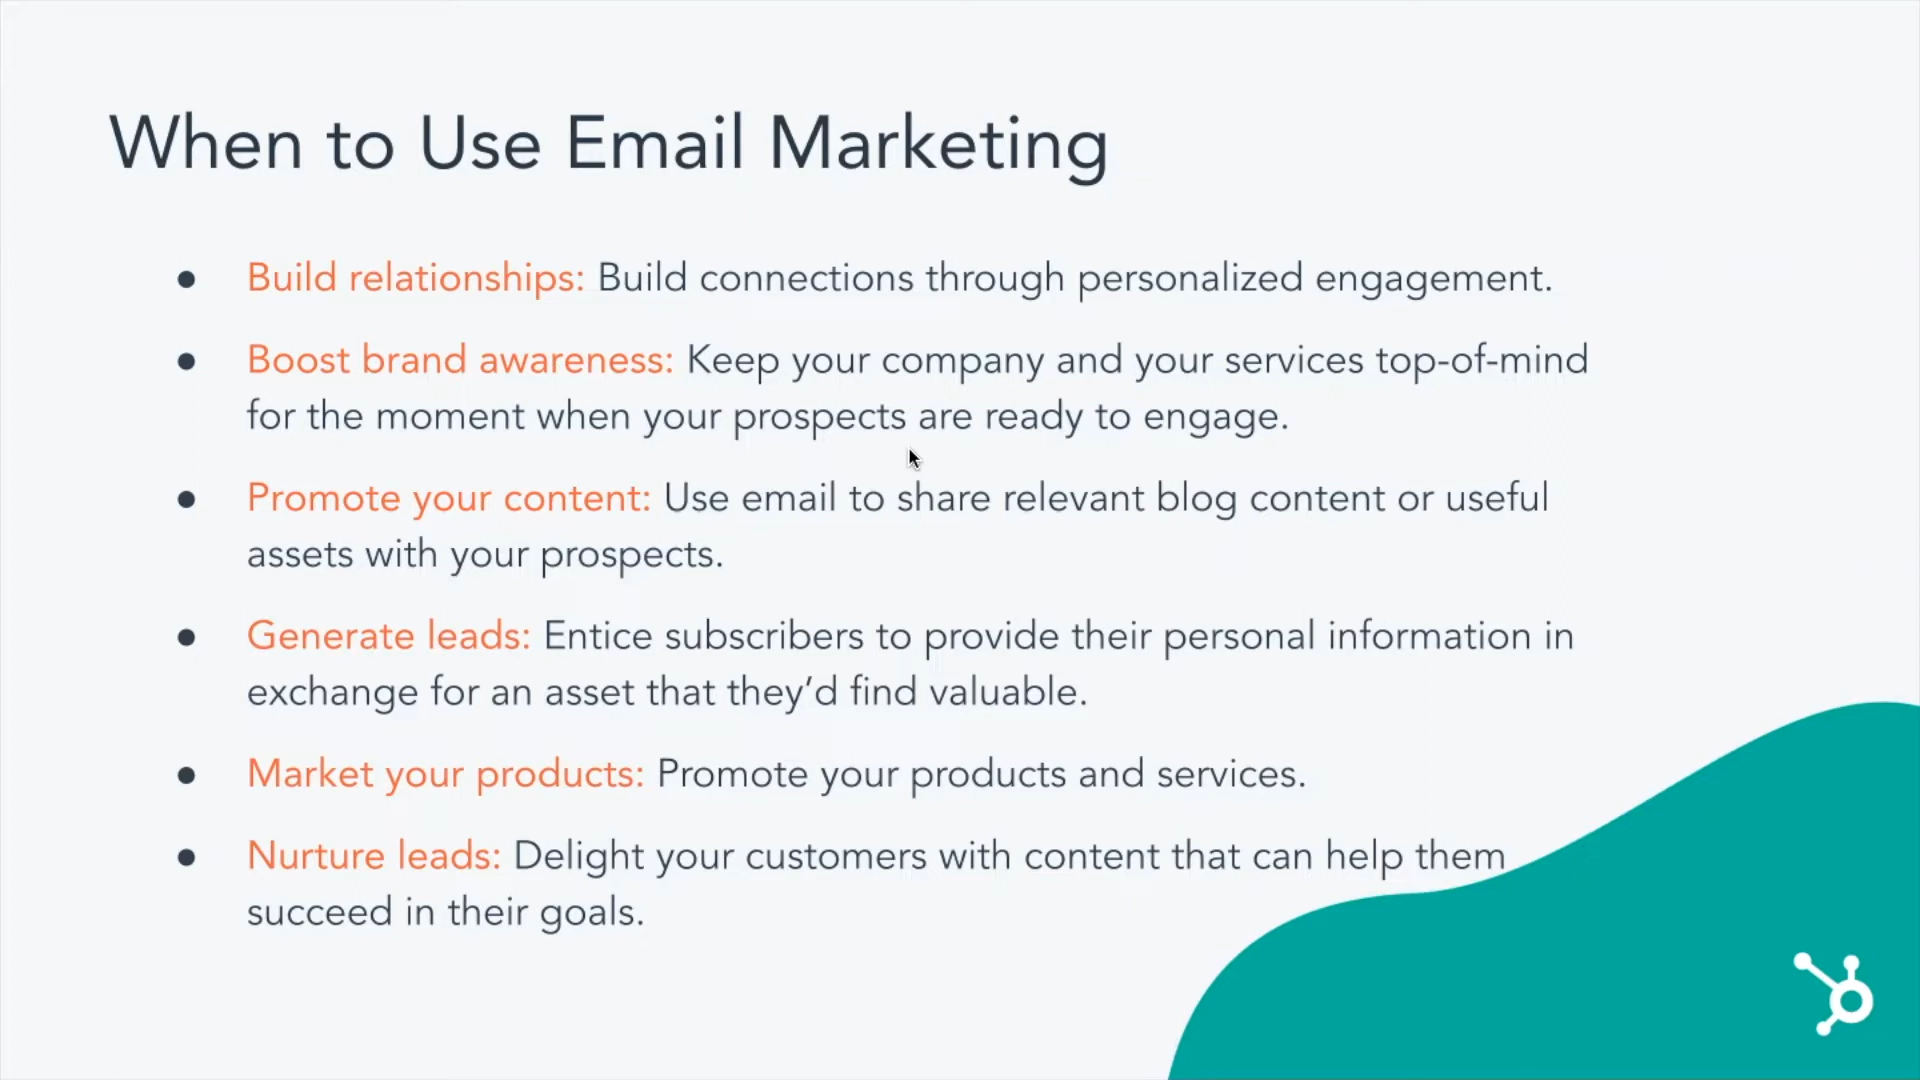 When to Use Email Marketing
● Build relationships: Build connections through personalized engagement.
● Boost brand awareness: Keep your company and your services top-of-mind
for the moment when your prospects are ready to engage.
● Promote your content: Use email to share relevant blog content or useful
assets with your prospects.
● Generate leads: Entice subscribers to provide their personal information in
exchange for an asset that they’d find valuable.
● Market your products: Promote your products and services.
● Nurture leads: Delight your customers with content that can help them
succeed in their goals.